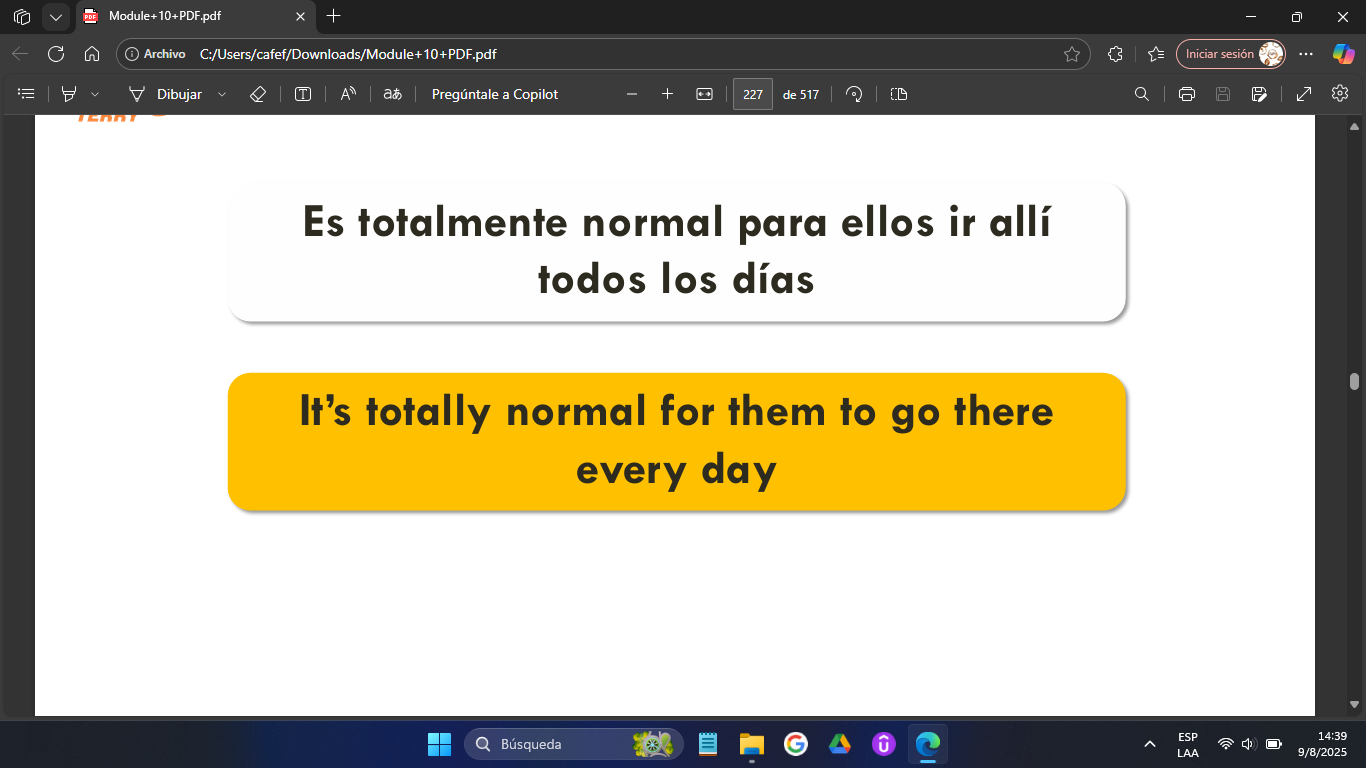 Module+10+PDF.pdf
Archivo C:/Users/cafef/Downloads/Module+10+PDF.pdf Iniciar sesión
Dibujar Pregúntale a Copilot 227 de 517
TERRY
Es totalmente normal para ellos ir allí
todos los días
It’s totally normal for them to go there
every day
Búsqueda
ESP
LAA
14:39
9/8/2025